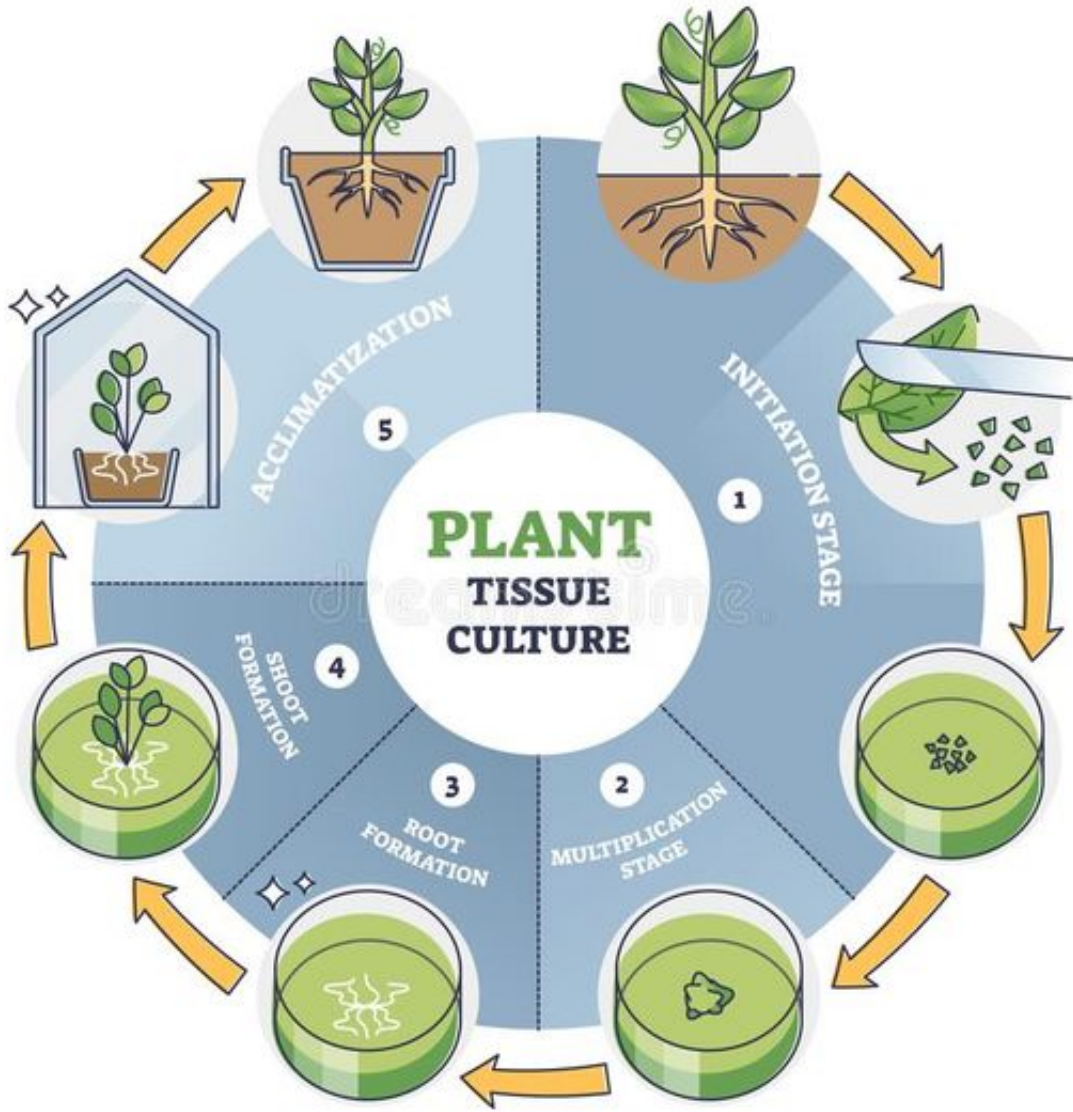 PLANT
TISSUE
CULTURE
1
INITIATION STAGE
2
MULTIPLICATION
STAGE
3
ROOT
FORMATION
4
SHOOT
FORMATION
5
ACCLIMATIZATION